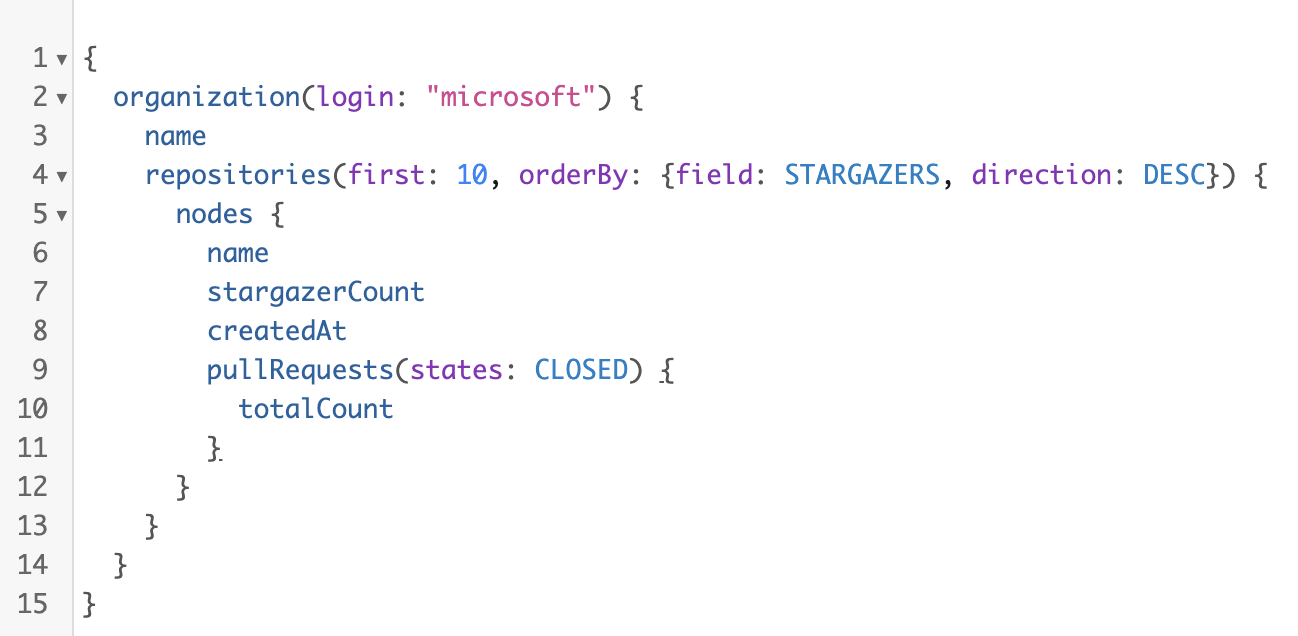 1 {
2   organization(login: "microsoft") {
3     name
4     repositories(first: 10, orderBy: {field: STARGAZERS, direction: DESC}) {
5       nodes {
6         name
7         stargazerCount
8         createdAt
9         pullRequests(states: CLOSED) {
10           totalCount
11         }
12       }
13     }
14   }
15 }